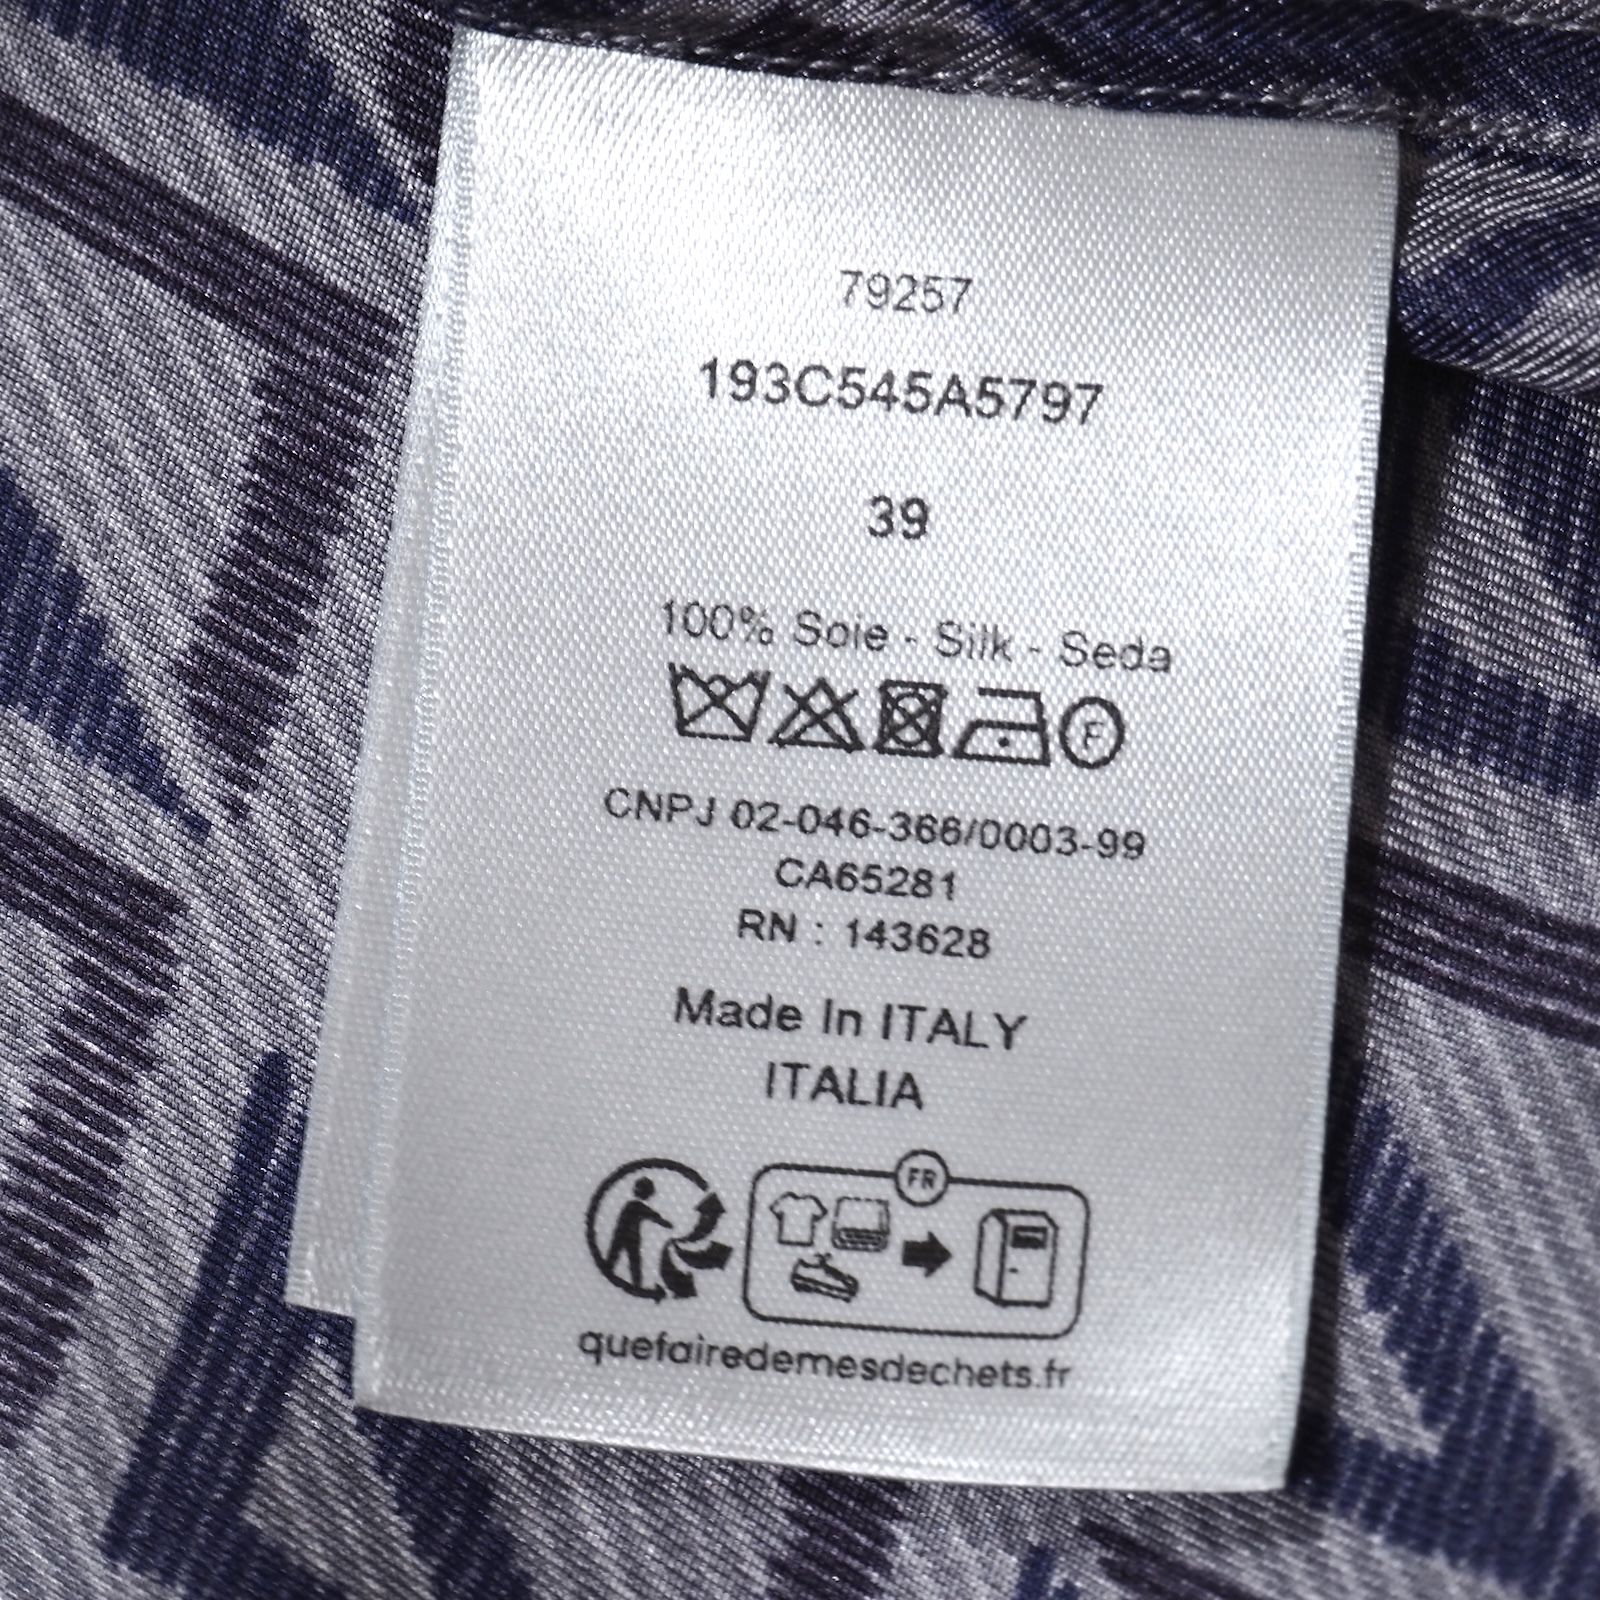 79257
193C545A5797
39
100% Soie - Silk - Seda
F
CNPJ 02-046-366/0003-99
CA65281
RN : 143628
Made In ITALY
ITALIA
FR
quefairedemesdechets.fr